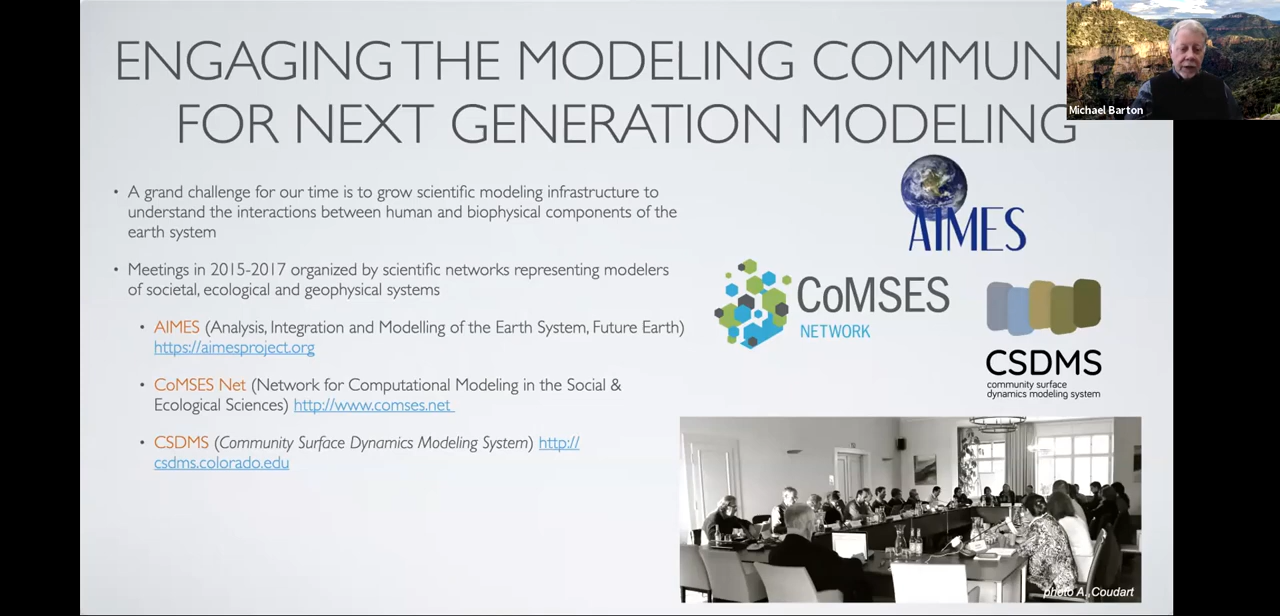 ENGAGING THE MODELING COMMUN
FOR NEXT GENERATION MODELING
Michael Barton
• A grand challenge for our time is to grow scientific modeling infrastructure to
understand the interactions between human and biophysical components of the
earth system
• Meetings in 2015-2017 organized by scientific networks representing modelers
of societal, ecological and geophysical systems
• AIMES (Analysis, Integration and Modelling of the Earth System, Future Earth)
https://aimesproject.org
• CoMSES Net (Network for Computational Modeling in the Social &
Ecological Sciences) http://www.comses.net
• CSDMS (Community Surface Dynamics Modeling System) http://
csdms.colorado.edu
AIMES
CoMSES
NETWORK
CSDMS
community surface
dynamics modeling system
photo A. Coudart